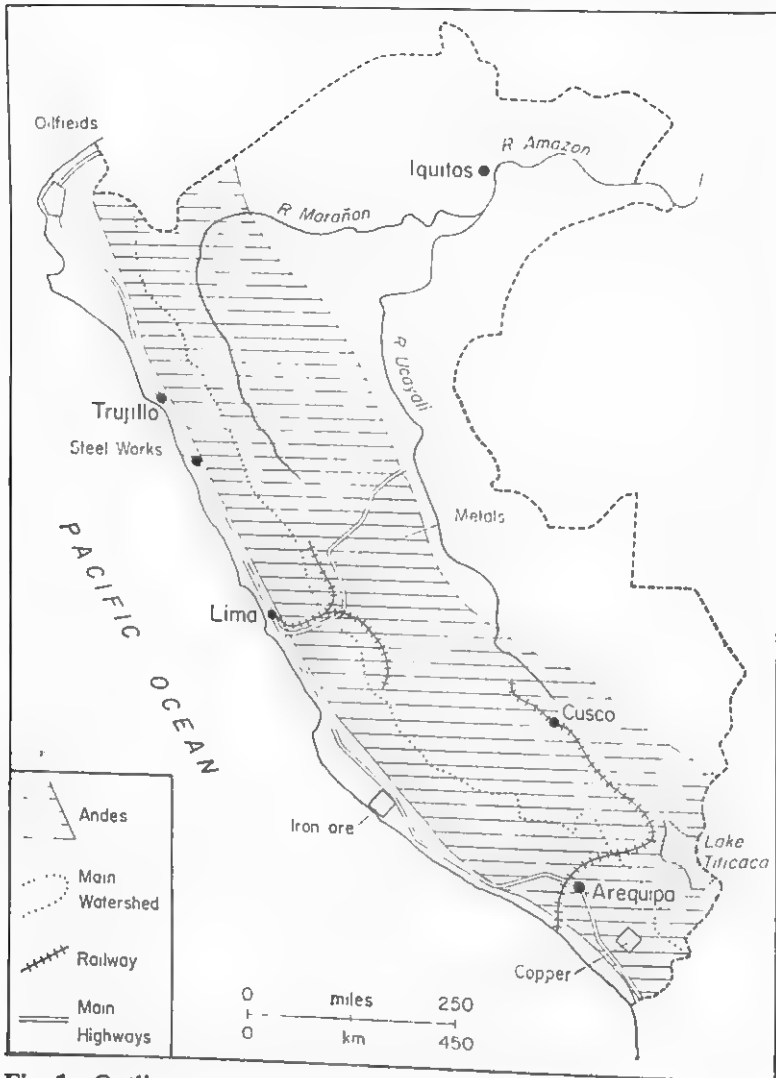 Oilfields
Iquitos
R Amazon
R Marañon
R Ucayali
Trujillo
Steel Works
Metals
PACIFIC OCEAN
Lima
Cusco
Iron ore
Lake
Titicaca
Arequipa
Copper
Andes
Main
Watershed
Railway
Main
Highways
0 miles 250
0 km 450
Fig. 1